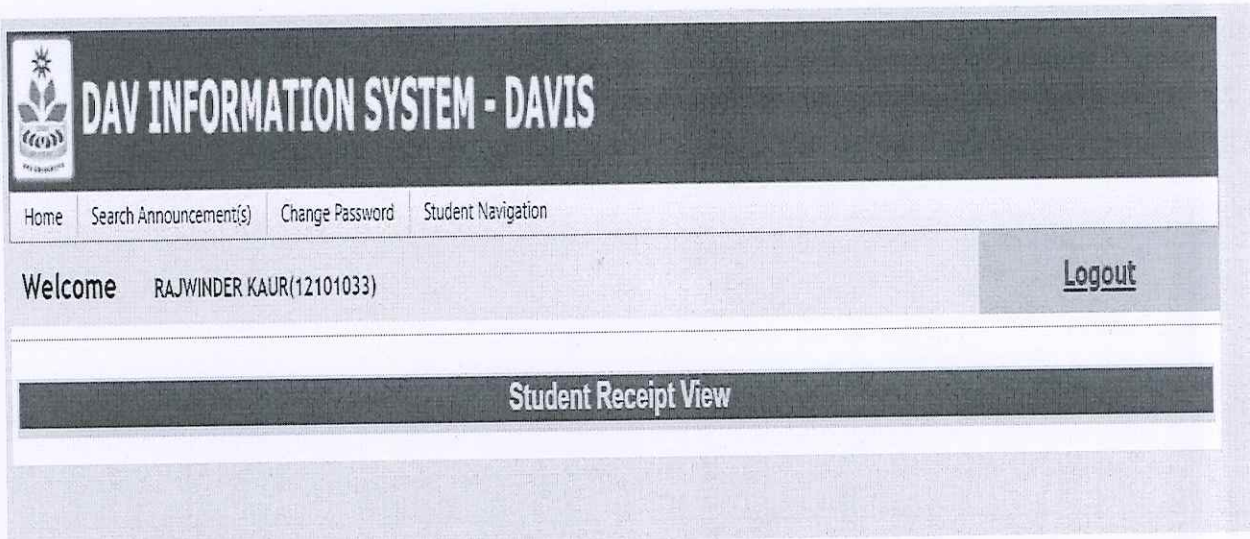 DAV INFORMATION SYSTEM - DAVIS
Home Search Announcement(s) Change Password Student Navigation
Welcome RAJWINDER KAUR(12101033) Logout
Student Receipt View